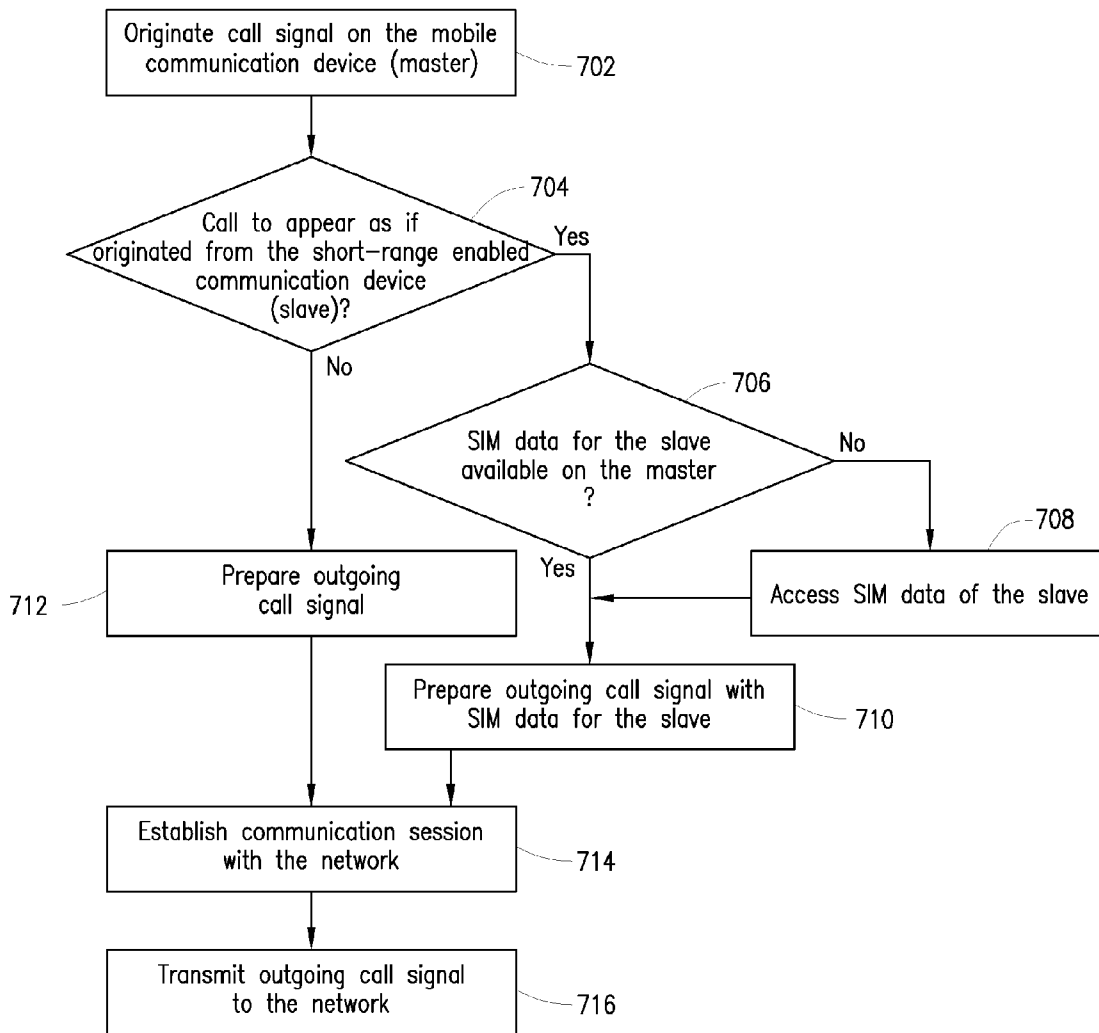 Originate call signal on the mobile
communication device (master)
702
704
Call to appear as if
originated from the short-range enabled
communication device
(slave)?
Yes
No
706
SIM data for the slave
available on the master
?
No
Yes
708
Access SIM data of the slave
712
Prepare outgoing
call signal
Prepare outgoing call signal with
SIM data for the slave
710
Establish communication session
with the network
714
Transmit outgoing call signal
to the network
716